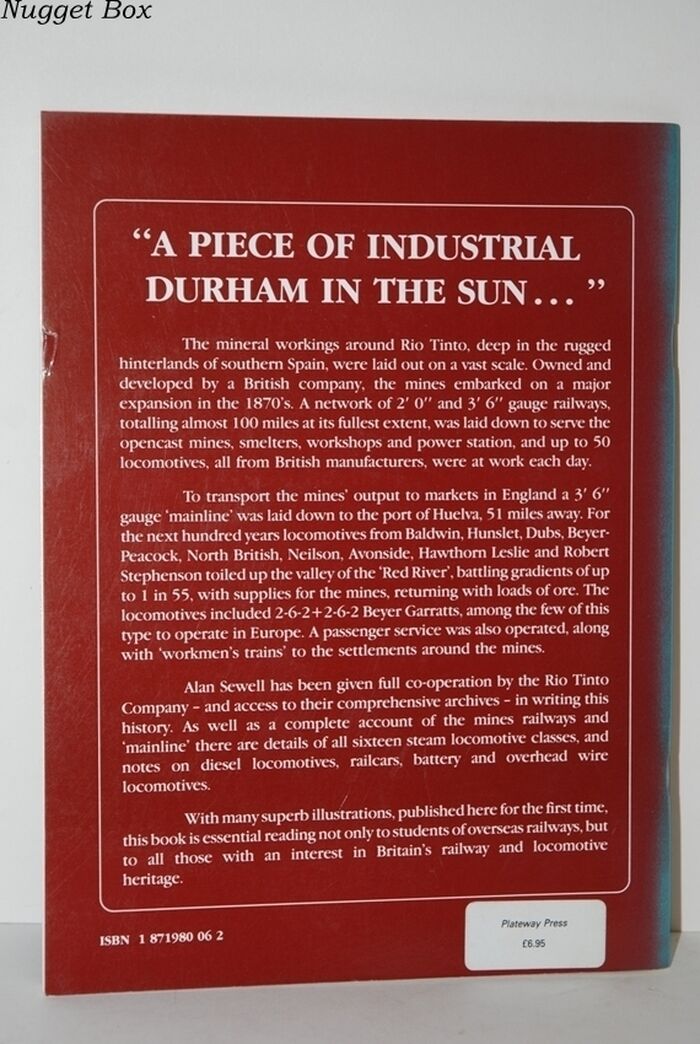 Nugget Box
“A PIECE OF INDUSTRIAL
DURHAM IN THE SUN... ”
The mineral workings around Rio Tinto, deep in the rugged
hinterlands of southern Spain, were laid out on a vast scale. Owned and
developed by a British company, the mines embarked on a major
expansion in the 1870's. A network of 2' 0" and 3' 6" gauge railways,
totalling almost 100 miles at its fullest extent, was laid down to serve the
opencast mines, smelters, workshops and power station, and up to 50
locomotives, all from British manufacturers, were at work each day.
To transport the mines' output to markets in England a 3' 6"
gauge 'mainline' was laid down to the port of Huelva, 51 miles away. For
the next hundred years locomotives from Baldwin, Hunslet, Dubs, Beyer-
Peacock, North British, Neilson, Avonside, Hawthorn Leslie and Robert
Stephenson toiled up the valley of the 'Red River', battling gradients of up
to 1 in 55, with supplies for the mines, returning with loads of ore. The
locomotives included 2-6-2+2-6-2 Beyer Garratts, among the few of this
type to operate in Europe. A passenger service was also operated, along
with 'workmen's trains' to the settlements around the mines.
Alan Sewell has been given full co-operation by the Rio Tinto
Company – and access to their comprehensive archives – in writing this
history. As well as a complete account of the mines railways and
'mainline' there are details of all sixteen steam locomotive classes, and
notes on diesel locomotives, railcars, battery and overhead wire
locomotives.
With many superb illustrations, published here for the first time,
this book is essential reading not only to students of overseas railways, but
to all those with an interest in Britain's railway and locomotive
heritage.
ISBN 1 871980 06 2
Plateway Press
£6.95